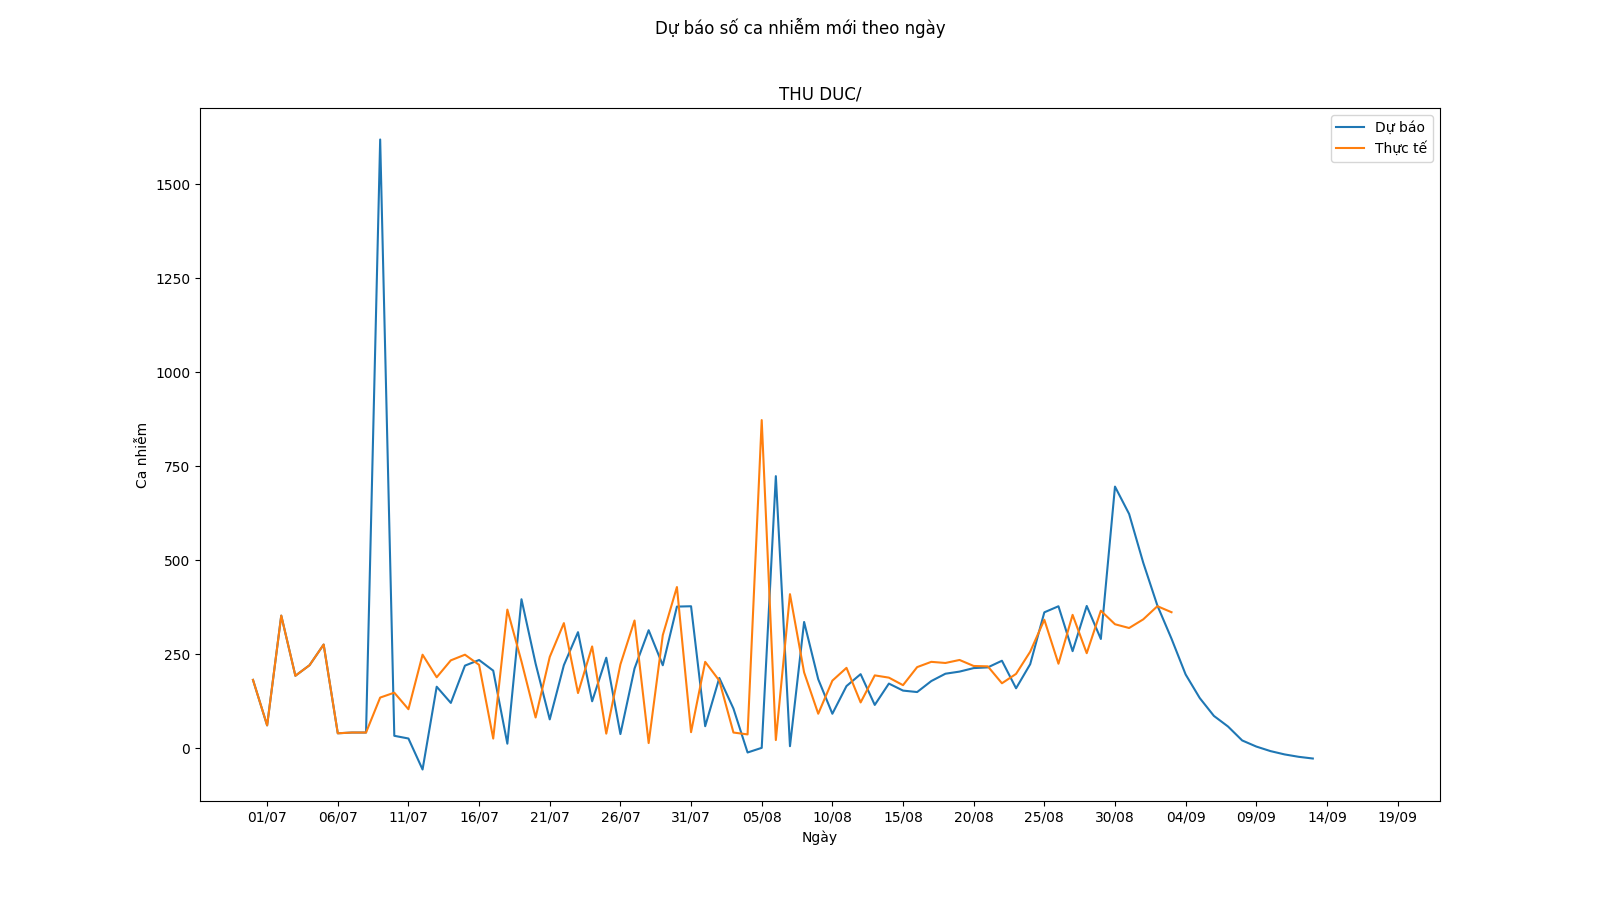 Dự báo số ca nhiễm mới theo ngày
THU DUC/
Dự báo
Thực tế
1500
1250
1000
750
500
250
0
Ca nhiễm
01/07 06/07 11/07 16/07 21/07 26/07 31/07 05/08 10/08 15/08 20/08 25/08 30/08 04/09 09/09 14/09 19/09
Ngày